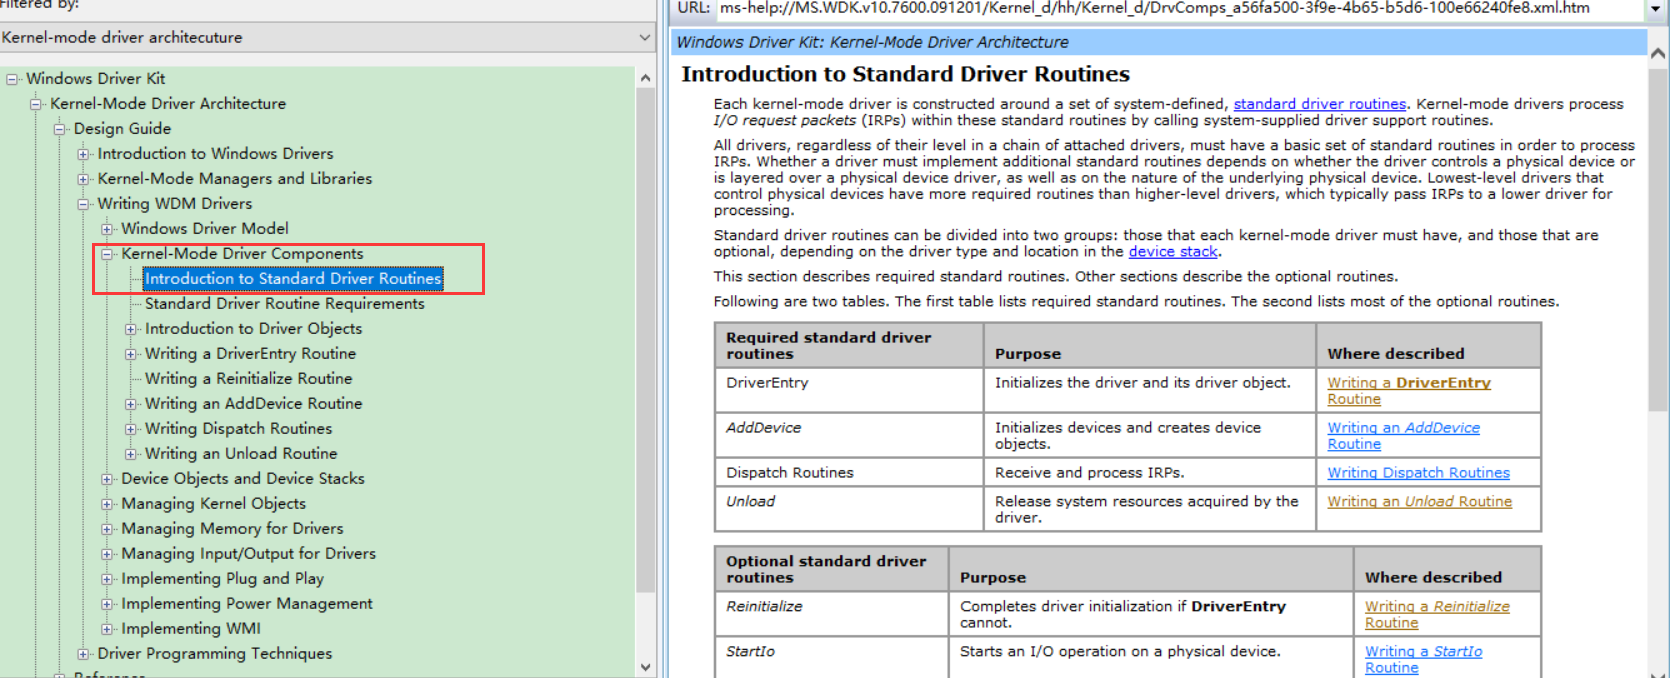 Filtered by:
Kernel-mode driver architecuture
Windows Driver Kit
Kernel-Mode Driver Architecture
Design Guide
Introduction to Windows Drivers
Kernel-Mode Managers and Libraries
Writing WDM Drivers
Windows Driver Model
Kernel-Mode Driver Components
Introduction to Standard Driver Routines
Standard Driver Routine Requirements
Introduction to Driver Objects
Writing a DriverEntry Routine
Writing a Reinitialize Routine
Writing an AddDevice Routine
Writing Dispatch Routines
Writing an Unload Routine
Device Objects and Device Stacks
Managing Kernel Objects
Managing Memory for Drivers
Managing Input/Output for Drivers
Implementing Plug and Play
Implementing Power Management
Implementing WMI
Driver Programming Techniques
Reference
URL: ms-help://MS.WDK.v10.7600.091201/Kernel_d/hh/Kernel_d/DrvComps_a56fa500-3f9e-4b65-b5d6-100e66240fe8.xml.htm
Windows Driver Kit: Kernel-Mode Driver Architecture
Introduction to Standard Driver Routines
Each kernel-mode driver is constructed around a set of system-defined, standard driver routines. Kernel-mode drivers process
I/O request packets (IRPs) within these standard routines by calling system-supplied driver support routines.
All drivers, regardless of their level in a chain of attached drivers, must have a basic set of standard routines in order to process
IRPs. Whether a driver must implement additional standard routines depends on whether the driver controls a physical device or
is layered over a physical device driver, as well as on the nature of the underlying physical device. Lowest-level drivers that
control physical devices have more required routines than higher-level drivers, which typically pass IRPs to a lower driver for
processing.
Standard driver routines can be divided into two groups: those that each kernel-mode driver must have, and those that are
optional, depending on the driver type and location in the device stack.
This section describes required standard routines. Other sections describe the optional routines.
Following are two tables. The first table lists required standard routines. The second lists most of the optional routines.
Required standard driver
routines
Purpose
Where described
DriverEntry
Initializes the driver and its driver object.
Writing a DriverEntry
Routine
AddDevice
Initializes devices and creates device
objects.
Writing an AddDevice
Routine
Dispatch Routines
Receive and process IRPs.
Writing Dispatch Routines
Unload
Release system resources acquired by the
driver.
Writing an Unload Routine
Optional standard driver
routines
Purpose
Where described
Reinitialize
Completes driver initialization if DriverEntry
cannot.
Writing a Reinitialize
Routine
StartIo
Starts an I/O operation on a physical device.
Writing a StartIo
Routine